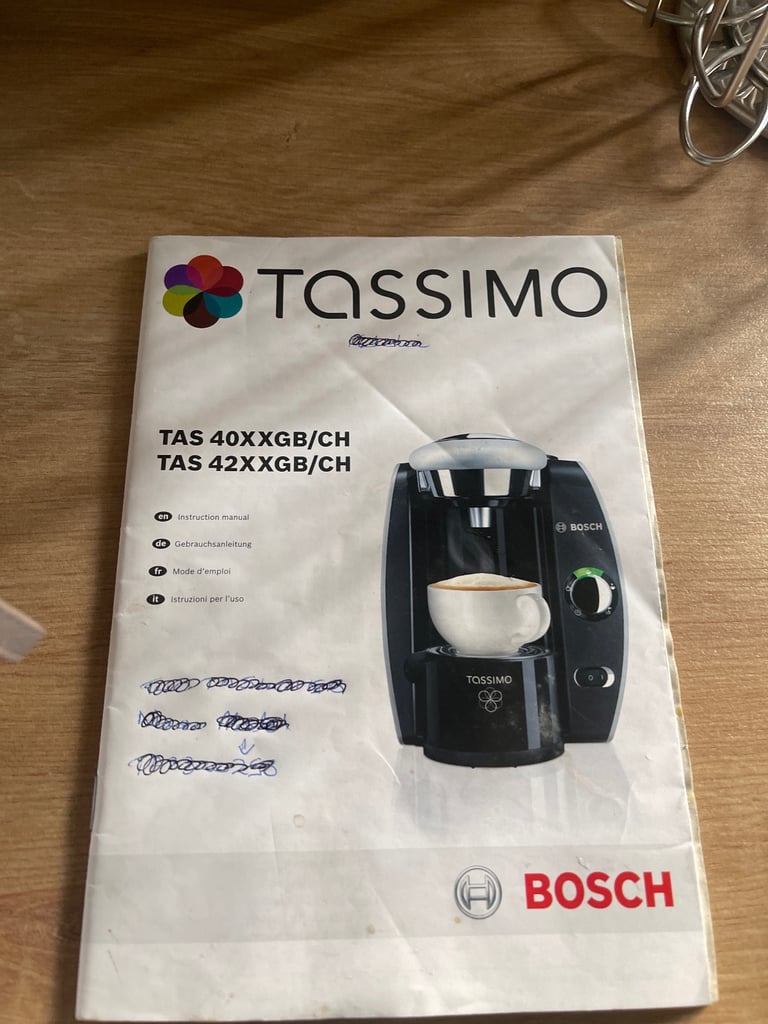 TASSIMO
TAS 40XXGB/CH
TAS 42XXGB/CH
en Instruction manual
de Gebrauchsanleitung
fr Mode d'emploi
it Istruzioni per l'uso
BOSCH
TASSIMO
BOSCH